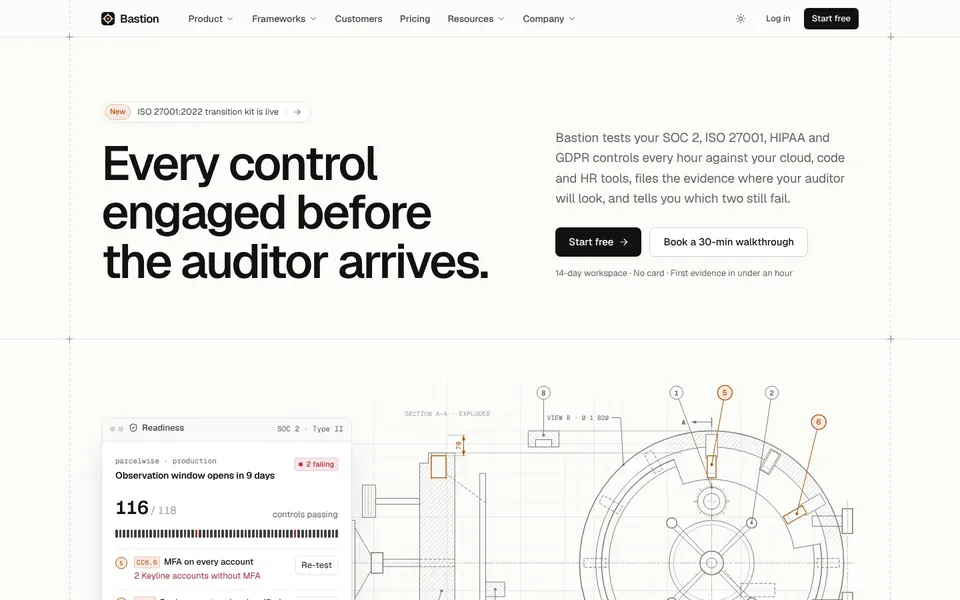 Bastion
Product
Frameworks
Customers
Pricing
Resources
Company
Log in
Start free
New
ISO 27001:2022 transition kit is live
Every control
engaged before
the auditor arrives.
Bastion tests your SOC 2, ISO 27001, HIPAA and
GDPR controls every hour against your cloud, code
and HR tools, files the evidence where your auditor
will look, and tells you which two still fail.
Start free
Book a 30-min walkthrough
14-day workspace · No card · First evidence in under an hour
8
1
5
2
6
SECTION A-A · EXPLODED
VIEW B · Ø 1 820
A
70
Readiness
SOC 2 · Type II
parcelwise · production
2 failing
Observation window opens in 9 days
116 / 118
controls passing
5
CC6.6
MFA on every account
2 Keyline accounts without MFA
Re-test